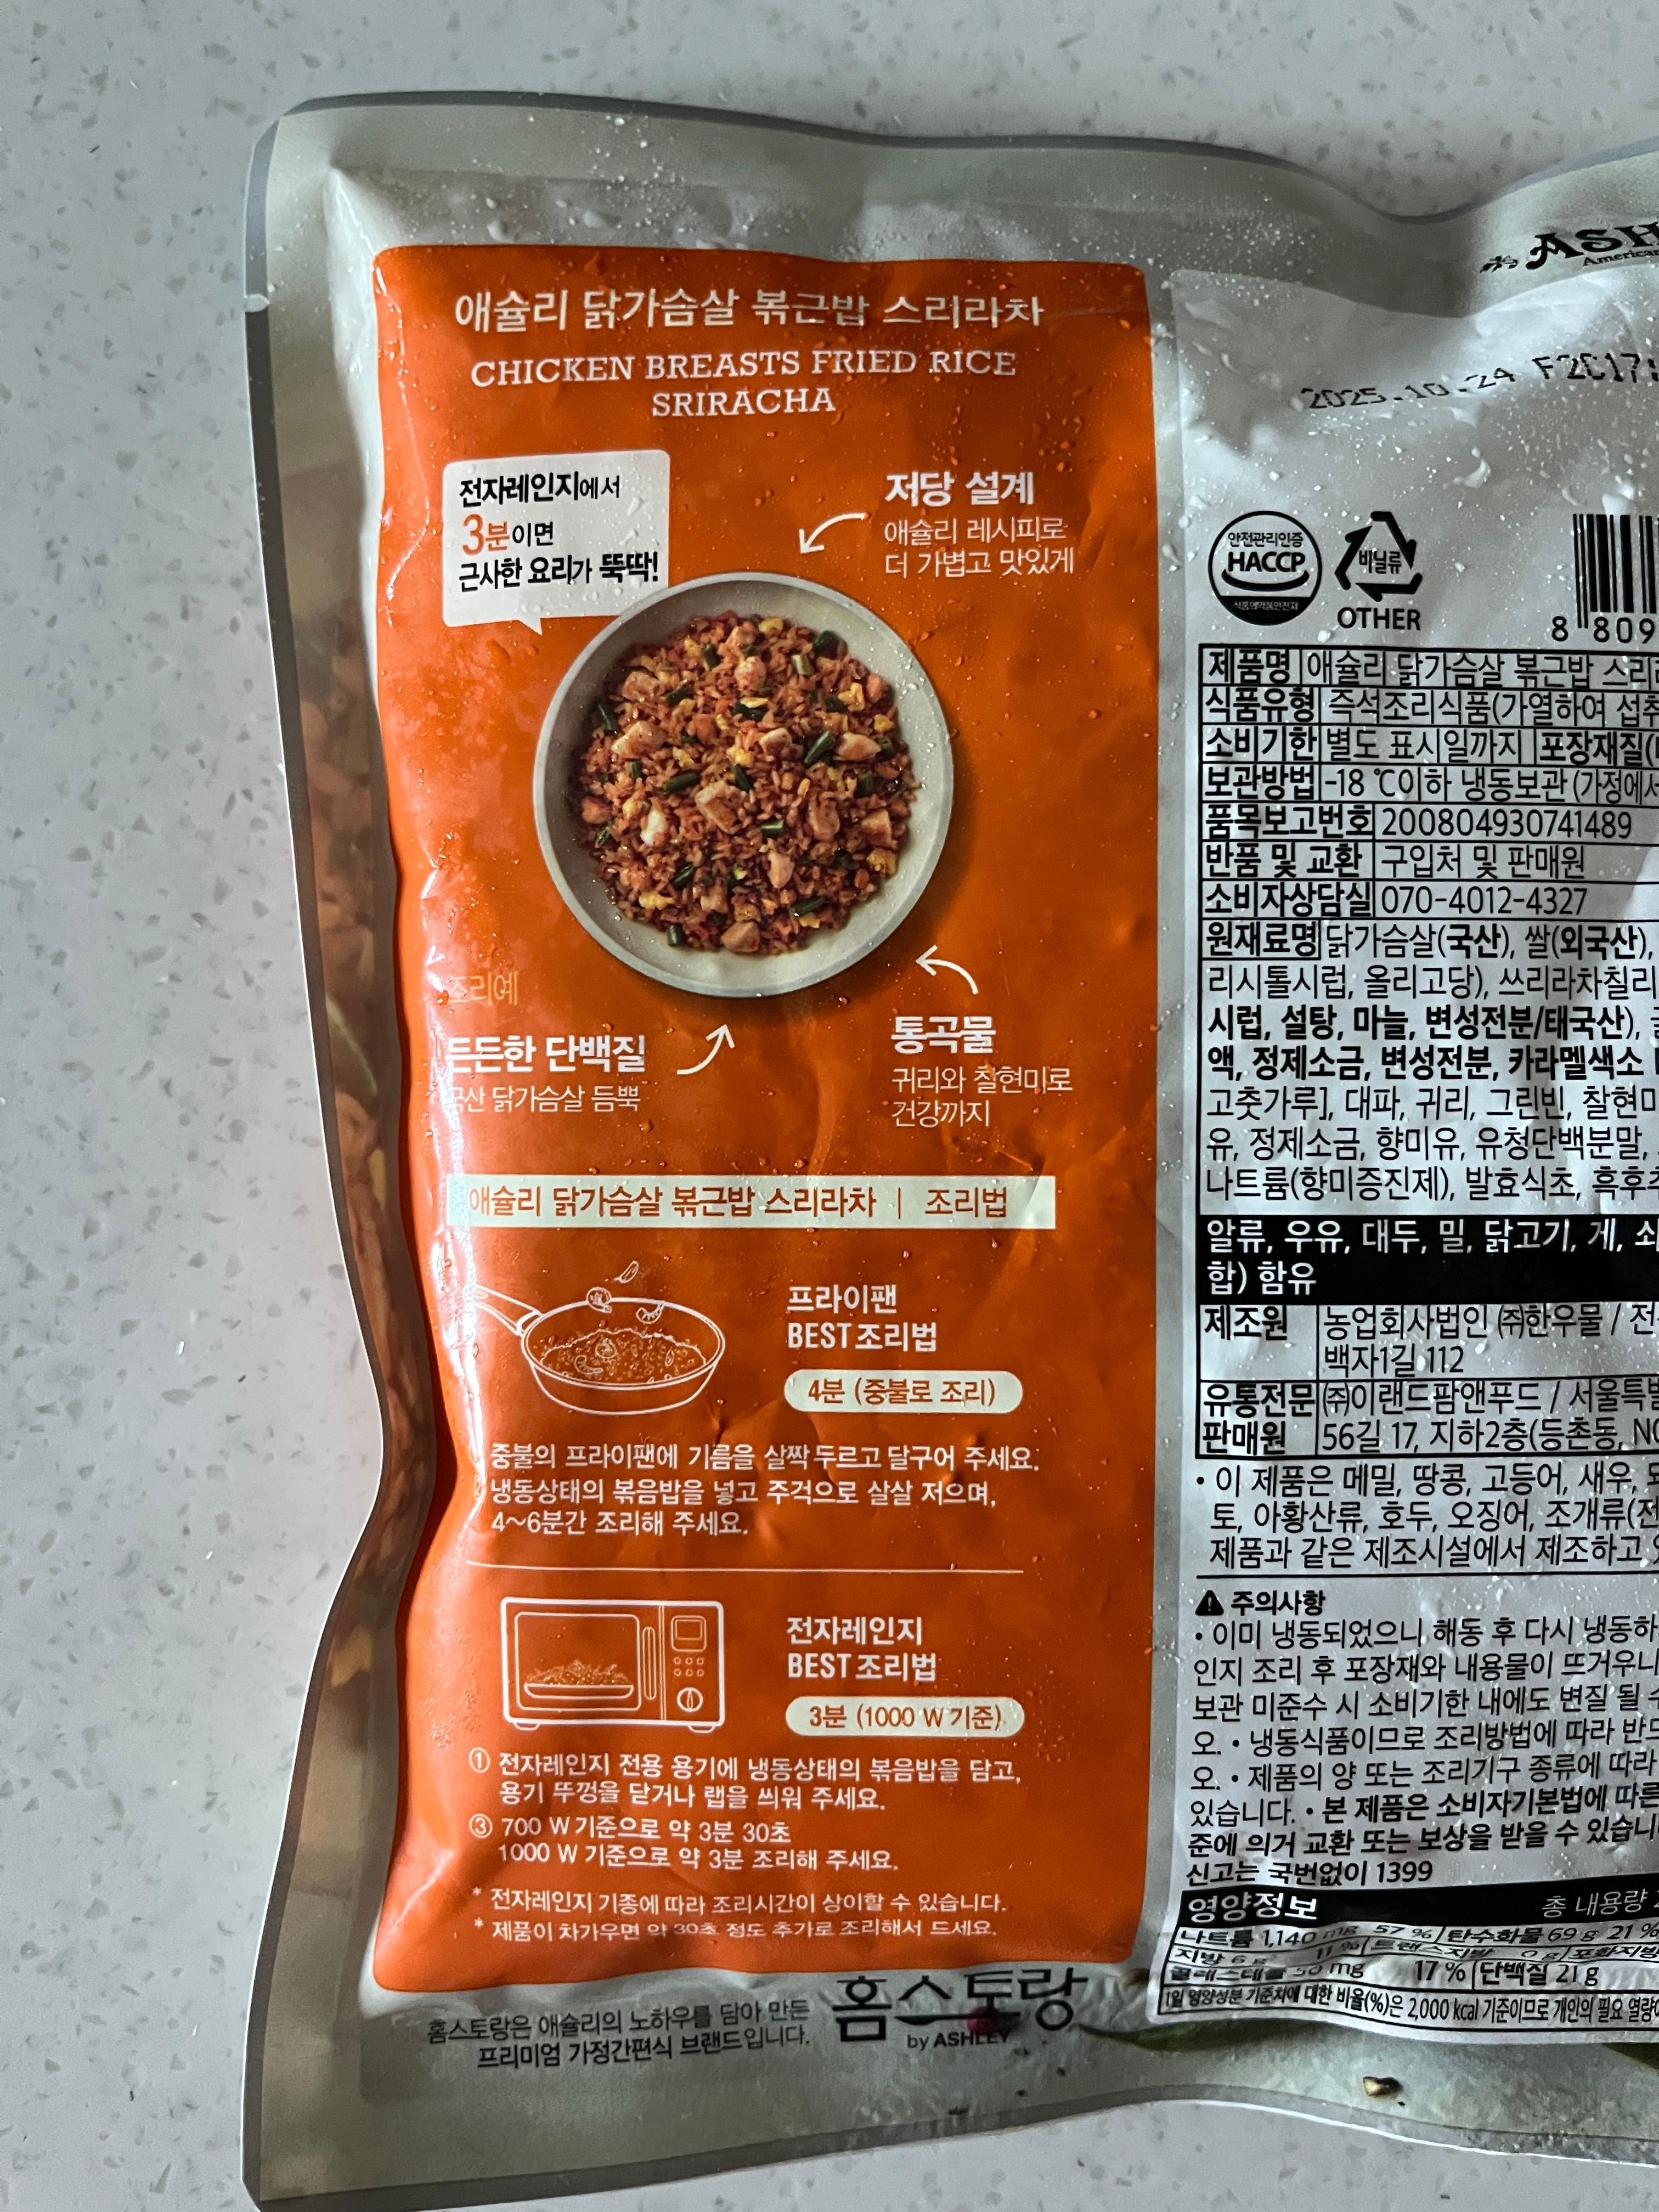 애슐리 닭가슴살 볶근밥 스리라차
CHICKEN BREASTS FRIED RICE
SRIRACHA
전자레인지에서
3분이면
근사한 요리가 뚝딱!
저당 설계
애슐리 레시피로
더 가볍고 맛있게
조리예
든든한 단백질
국산 닭가슴살 듬뿍
통곡물
귀리와 찰현미로
건강까지
애슐리 닭가슴살 볶근밥 스리라차 | 조리법
프라이팬
BEST 조리법
4분 (중불로 조리)
중불의 프라이팬에 기름을 살짝 두르고 달구어 주세요.
냉동상태의 볶음밥을 넣고 주걱으로 살살 저으며,
4~6분간 조리해 주세요.
전자레인지
BEST 조리법
3분 (1000 W 기준)
① 전자레인지 전용 용기에 냉동상태의 볶음밥을 담고,
용기 뚜껑을 닫거나 랩을 씌워 주세요.
③ 700 W 기준으로 약 3분 30초
1000 W 기준으로 약 3분 조리해 주세요.
* 전자레인지 기종에 따라 조리시간이 상이할 수 있습니다.
* 제품이 차가우면 약 30초 정도 추가로 조리해서 드세요.
홈스토랑은 애슐리의 노하우를 담아 만든
프리미엄 가정간편식 브랜드입니다.
홈스토랑
by ASHLEY
ASH
American
2025.10.24 F2C17:
안전관리인증
HACCP
식품의약품안전처
비닐류
OTHER
8 809
제품명 애슐리 닭가슴살 볶근밥 스리
식품유형 즉석조리식품(가열하여 섭취
소비기한 별도 표시일까지 포장재질(
보관방법 -18 ℃이하 냉동보관 (가정에서
품목보고번호 200804930741489
반품 및 교환 구입처 및 판매원
소비자상담실 070-4012-4327
원재료명 닭가슴살(국산), 쌀(외국산),
리시톨시럽, 올리고당), 쓰리라차칠리
시럽, 설탕, 마늘, 변성전분/태국산),
액, 정제소금, 변성전분, 카라멜색소
고춧가루], 대파, 귀리, 그린빈, 찰현미
유, 정제소금, 향미유, 유청단백분말,
나트륨(향미증진제), 발효식초, 흑후추
알류, 우유, 대두, 밀, 닭고기, 게, 쇠
합) 함유
제조원 농업회사법인 ㈜한우물 / 전
백자1길 112
유통전문 ㈜이랜드팜앤푸드 / 서울특별
판매원 56길 17, 지하2층(등촌동, NC
• 이 제품은 메밀, 땅콩, 고등어, 새우,
토, 아황산류, 호두, 오징어, 조개류(전
제품과 같은 제조시설에서 제조하고
주의사항
• 이미 냉동되었으니 해동 후 다시 냉동하
인지 조리 후 포장재와 내용물이 뜨거우니
보관 미준수 시 소비기한 내에도 변질 될 수
오. • 냉동식품이므로 조리방법에 따라 반드
오. • 제품의 양 또는 조리기구 종류에 따라
있습니다. • 본 제품은 소비자기본법에 따른
준에 의거 교환 또는 보상을 받을 수 있습니
신고는 국번없이 1399
영양정보 총 내용량
나트륨 1,140 mg 57 % 탄수화물 69 g 21 %
지방 6 g 11 % 트랜스지방 0 g 포화지방
콜레스테롤 50 mg 17 % 단백질 21 g
1일 영양성분 기준치에 대한 비율(%)은 2,000 kcal 기준이므로 개인의 필요 열량에